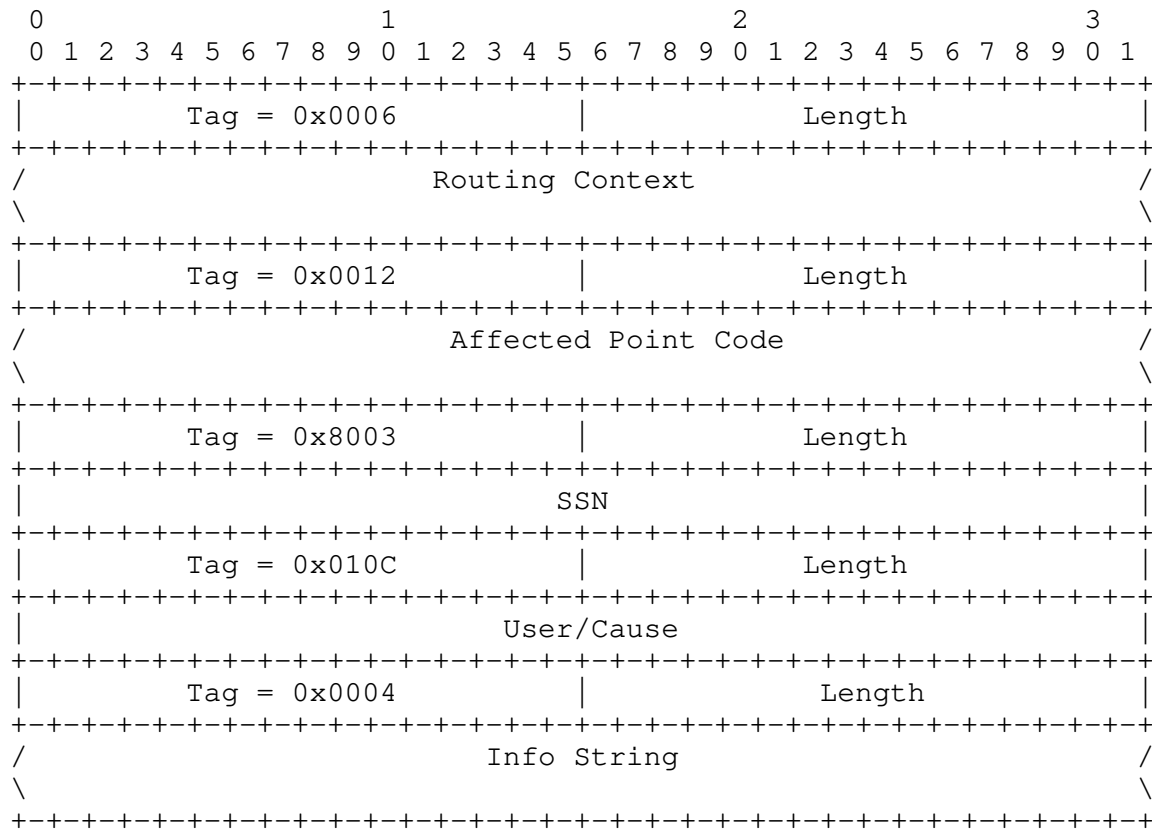 0                   1                   2                   3
 0 1 2 3 4 5 6 7 8 9 0 1 2 3 4 5 6 7 8 9 0 1 2 3 4 5 6 7 8 9 0 1
+-+-+-+-+-+-+-+-+-+-+-+-+-+-+-+-+-+-+-+-+-+-+-+-+-+-+-+-+-+-+-+-+
|         Tag = 0x0006          |            Length             |
+-+-+-+-+-+-+-+-+-+-+-+-+-+-+-+-+-+-+-+-+-+-+-+-+-+-+-+-+-+-+-+-+
/                       Routing Context                         /
\                                                               \
+-+-+-+-+-+-+-+-+-+-+-+-+-+-+-+-+-+-+-+-+-+-+-+-+-+-+-+-+-+-+-+-+
|         Tag = 0x0012          |            Length             |
+-+-+-+-+-+-+-+-+-+-+-+-+-+-+-+-+-+-+-+-+-+-+-+-+-+-+-+-+-+-+-+-+
/                        Affected Point Code                    /
\                                                               \
+-+-+-+-+-+-+-+-+-+-+-+-+-+-+-+-+-+-+-+-+-+-+-+-+-+-+-+-+-+-+-+-+
|         Tag = 0x8003          |            Length             |
+-+-+-+-+-+-+-+-+-+-+-+-+-+-+-+-+-+-+-+-+-+-+-+-+-+-+-+-+-+-+-+-+
|                              SSN                              |
+-+-+-+-+-+-+-+-+-+-+-+-+-+-+-+-+-+-+-+-+-+-+-+-+-+-+-+-+-+-+-+-+
|         Tag = 0x010C          |            Length             |
+-+-+-+-+-+-+-+-+-+-+-+-+-+-+-+-+-+-+-+-+-+-+-+-+-+-+-+-+-+-+-+-+
|                           User/Cause                          |
+-+-+-+-+-+-+-+-+-+-+-+-+-+-+-+-+-+-+-+-+-+-+-+-+-+-+-+-+-+-+-+-+
|         Tag = 0x0004          |             Length            |
+-+-+-+-+-+-+-+-+-+-+-+-+-+-+-+-+-+-+-+-+-+-+-+-+-+-+-+-+-+-+-+-+
/                          Info String                          /
\                                                               \
+-+-+-+-+-+-+-+-+-+-+-+-+-+-+-+-+-+-+-+-+-+-+-+-+-+-+-+-+-+-+-+-+